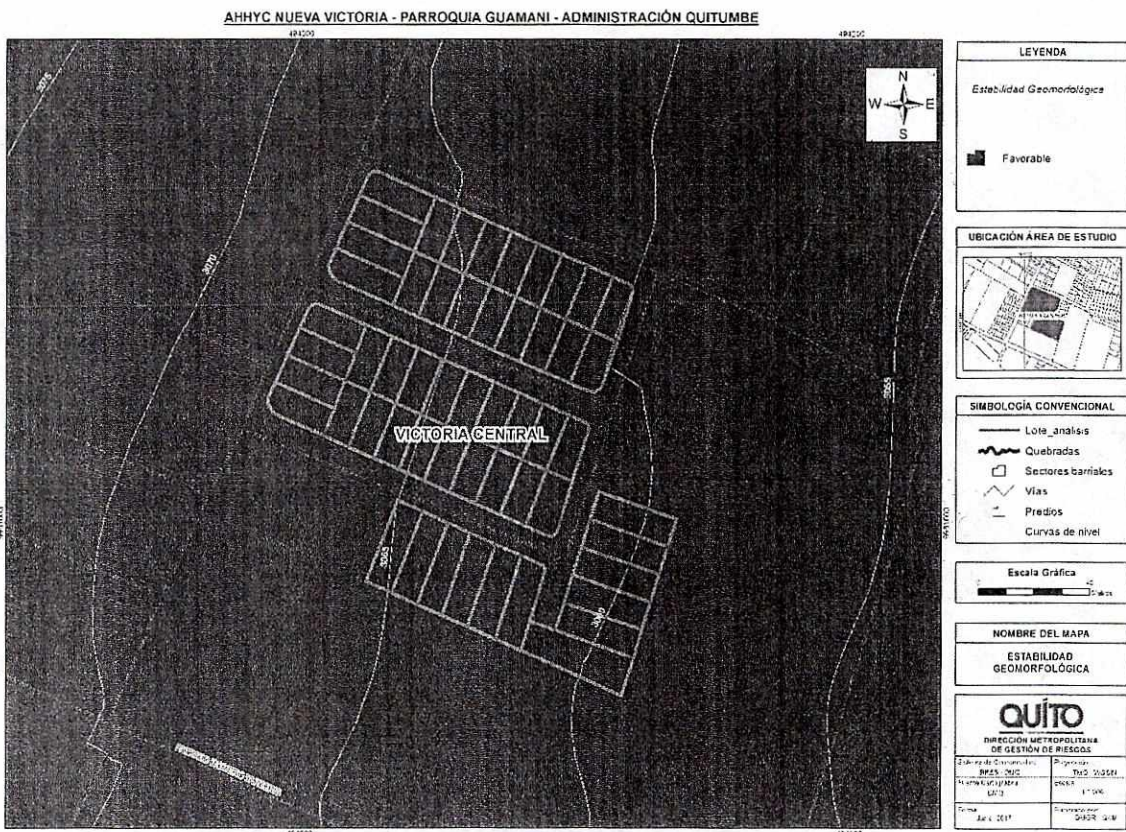 AHHYC NUEVA VICTORIA - PARROQUIA GUAMANI - ADMINISTRACIÓN QUITUMBE
3075
3070
N
W E
S
VICTORIA CENTRAL
3065
3060
3055
LEYENDA
Estabilidad Geomorfológica
Favorable
UBICACIÓN ÁREA DE ESTUDIO
SIMBOLOGÍA CONVENCIONAL
Lote_analisis
Quebradas
Sectores barriales
Vías
Predios
Curvas de nivel
Escala Gráfica
NOMBRE DEL MAPA
ESTABILIDAD
GEOMORFOLÓGICA
QUITO
DIRECCIÓN METROPOLITANA
DE GESTIÓN DE RIESGOS